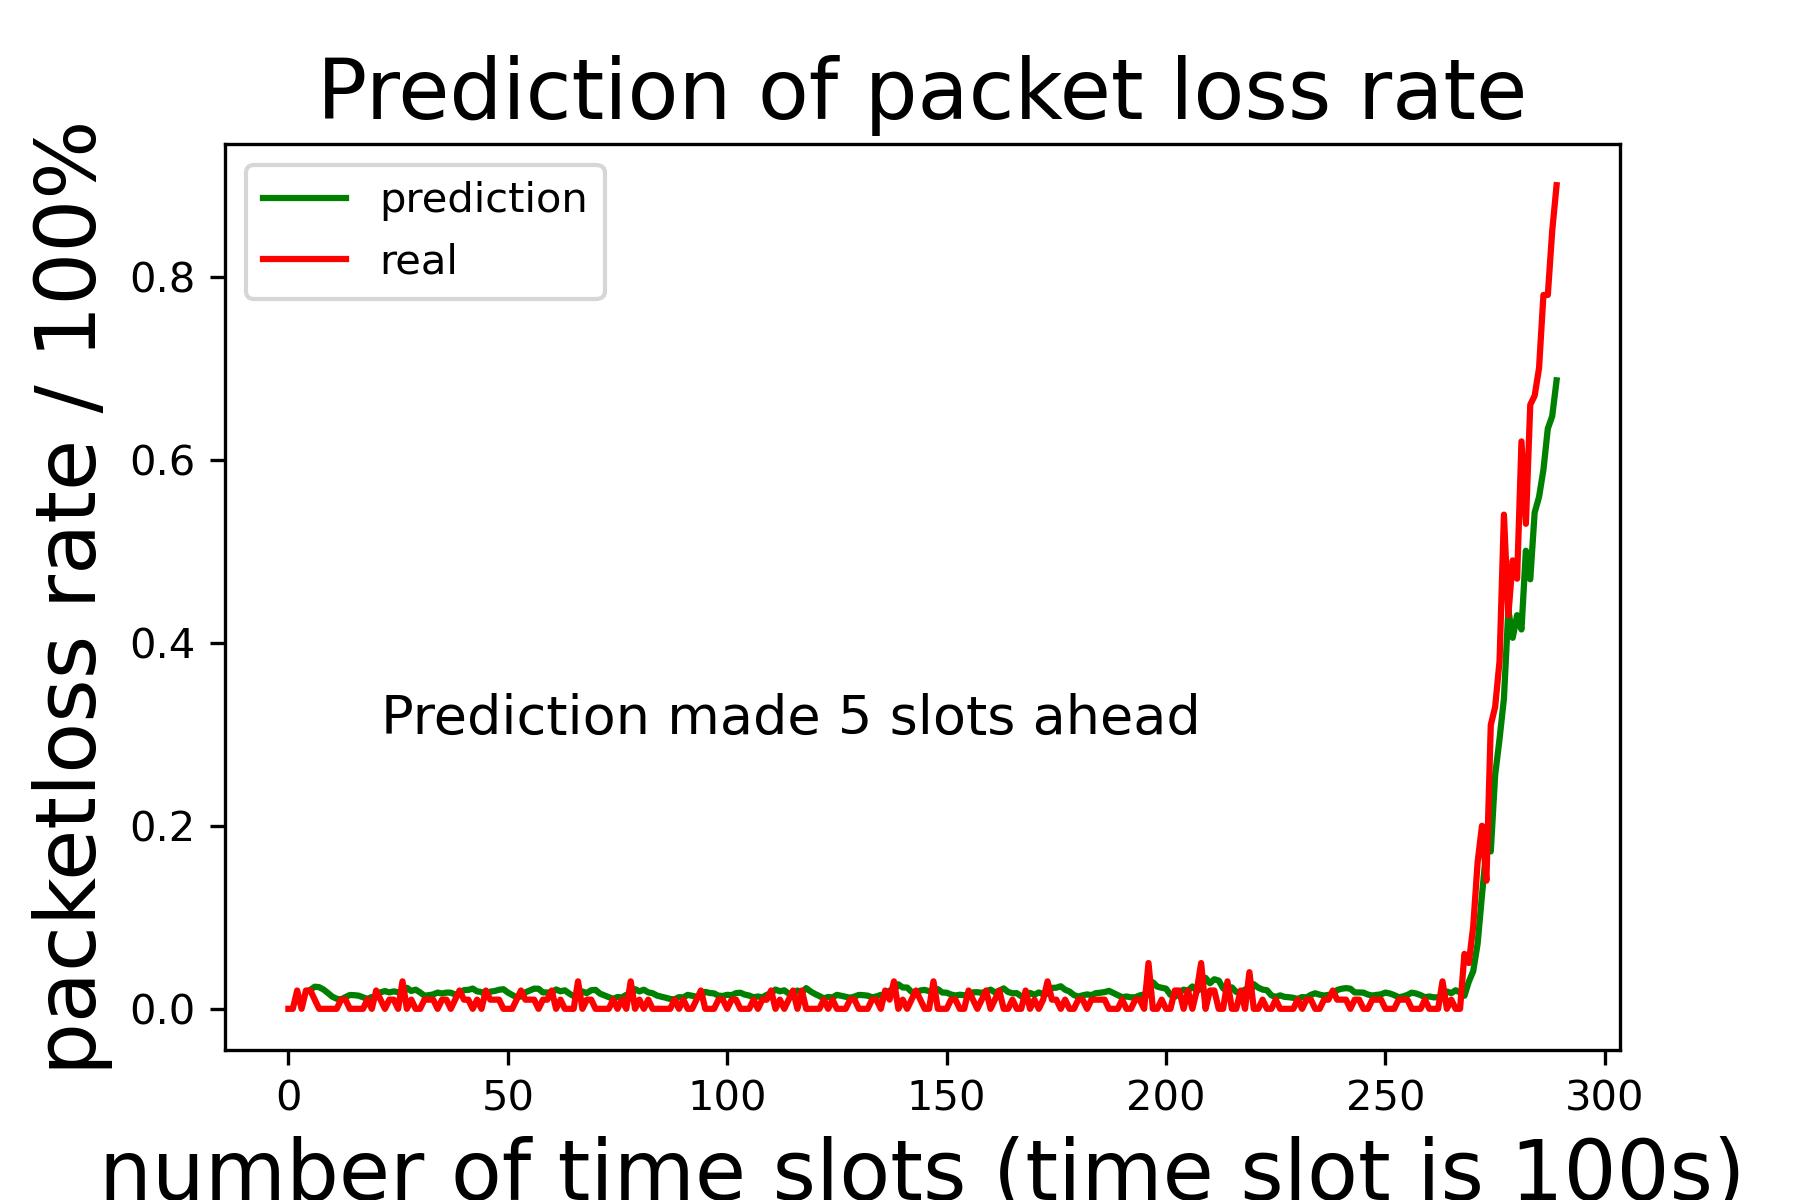 Prediction of packet loss rate
prediction
real
packetloss rate / 100%
0.8
0.6
0.4
0.2
0.0
Prediction made 5 slots ahead
0 50 100 150 200 250 300
number of time slots (time slot is 100s)